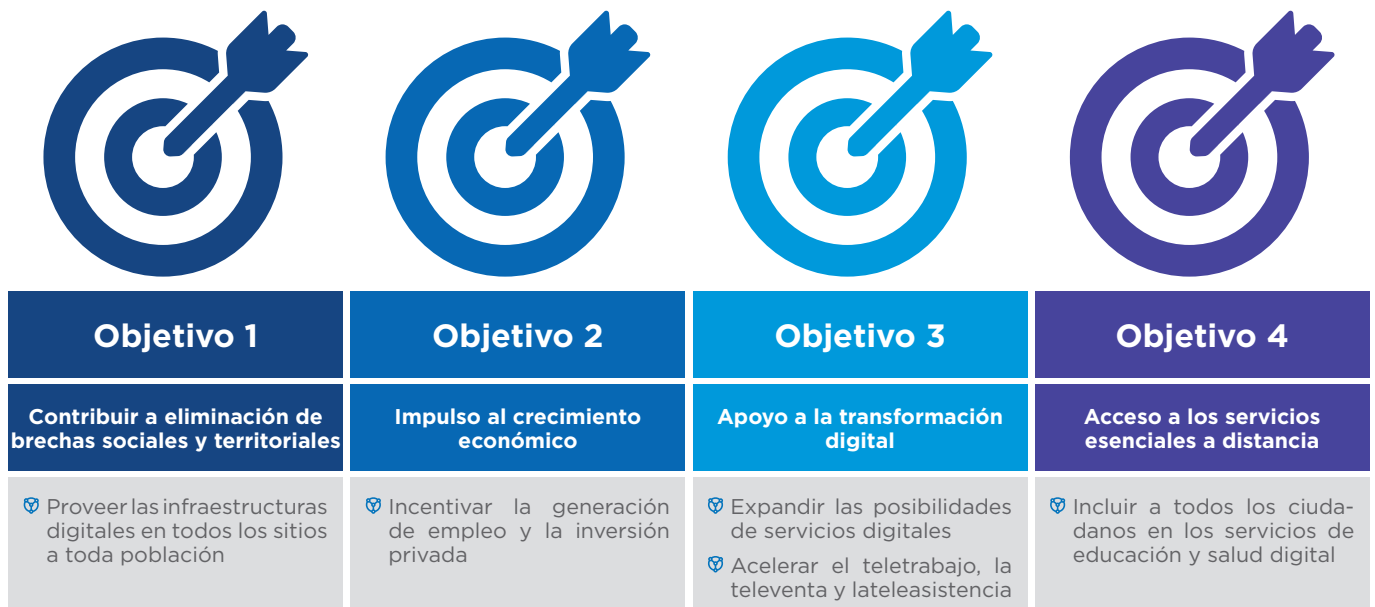 Objetivo 1
Contribuir a eliminación de
brechas sociales y territoriales
Proveer las infraestructuras
digitales en todos los sitios
a toda población
Objetivo 2
Impulso al crecimiento
económico
Incentivar la generación
de empleo y la inversión
privada
Objetivo 3
Apoyo a la transformación
digital
Expandir las posibilidades
de servicios digitales
Acelerar el teletrabajo, la
televenta y lateleasistencia
Objetivo 4
Acceso a los servicios
esenciales a distancia
Incluir a todos los ciuda-
danos en los servicios de
educación y salud digital